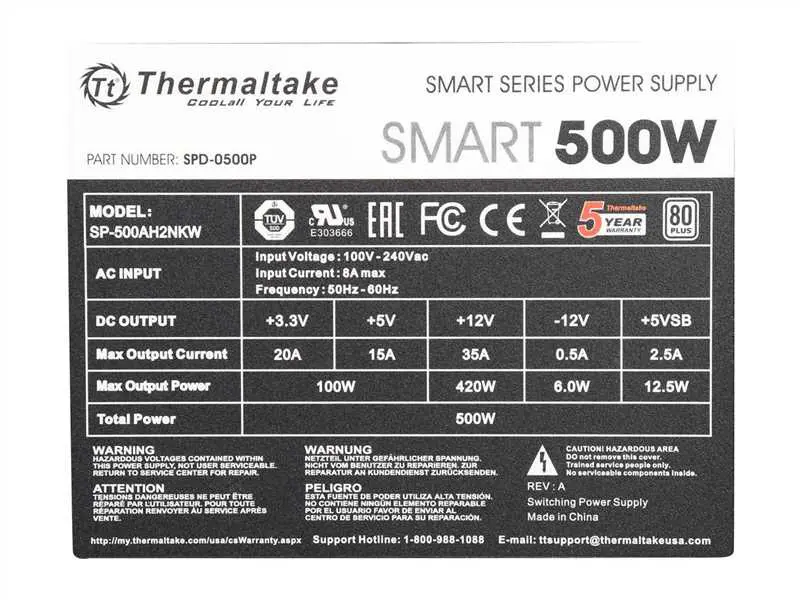 Tt Thermaltake
COOLall YOUR LIFE
SMART SERIES POWER SUPPLY
SMART 500W
PART NUMBER: SPD-0500P
MODEL:
SP-500AH2NKW
TÜV
SÜD
c RU US
E303666
EAC
FC CE
5 Thermaltake
YEAR
WARRANTY
80
PLUS
AC INPUT
Input Voltage : 100V - 240Vac
Input Current : 8A max
Frequency : 50Hz - 60Hz
DC OUTPUT +3.3V +5V +12V -12V +5VSB
Max Output Current 20A 15A 35A 0.5A 2.5A
Max Output Power 100W 420W 6.0W 12.5W
Total Power 500W
WARNING
HAZARDOUS VOLTAGES CONTAINED WITHIN
THIS POWER SUPPLY, NOT USER SERVICEABLE.
RETURN TO SERVICE CENTER FOR REPAIR.
ATTENTION
TENSIONS DANGEREUSES NE PEUT ÊTRE
RÉPARÉ PAR L'UTILISATEUR. POUR TOUTE
RÉPARATION RENVOYER AU SERVICE APRÈS
VENTE.
WARNUNG
NETZTEIL UNTER GEFÄHRLICHER SPANNUNG.
NICHT VOM BENUTZER ZU REPARIEREN. ZUR
REPARATUR AN KUNDENDIENST ZURÜCKSENDEN.
PELIGRO
ESTA FUENTE DE PODER UTILIZA ALTA TENSIÓN.
NO CONTIENE NINGÚN ELEMENTO REPARABLE
POR EL USUARIO FAVOR DE ENVIAR AL
CENTRO DE SERVICIO PARA SU REPARACIÓN.
CAUTION! HAZARDOUS AREA
DO not remove this cover.
Trained service people only.
No serviceable components inside.
REV : A
Switching Power Supply
Made in China
http://my.thermaltake.com/usa/csWarranty.aspx Support Hotline: 1-800-988-1088 E-mail: ttsupport@thermaltakeusa.com